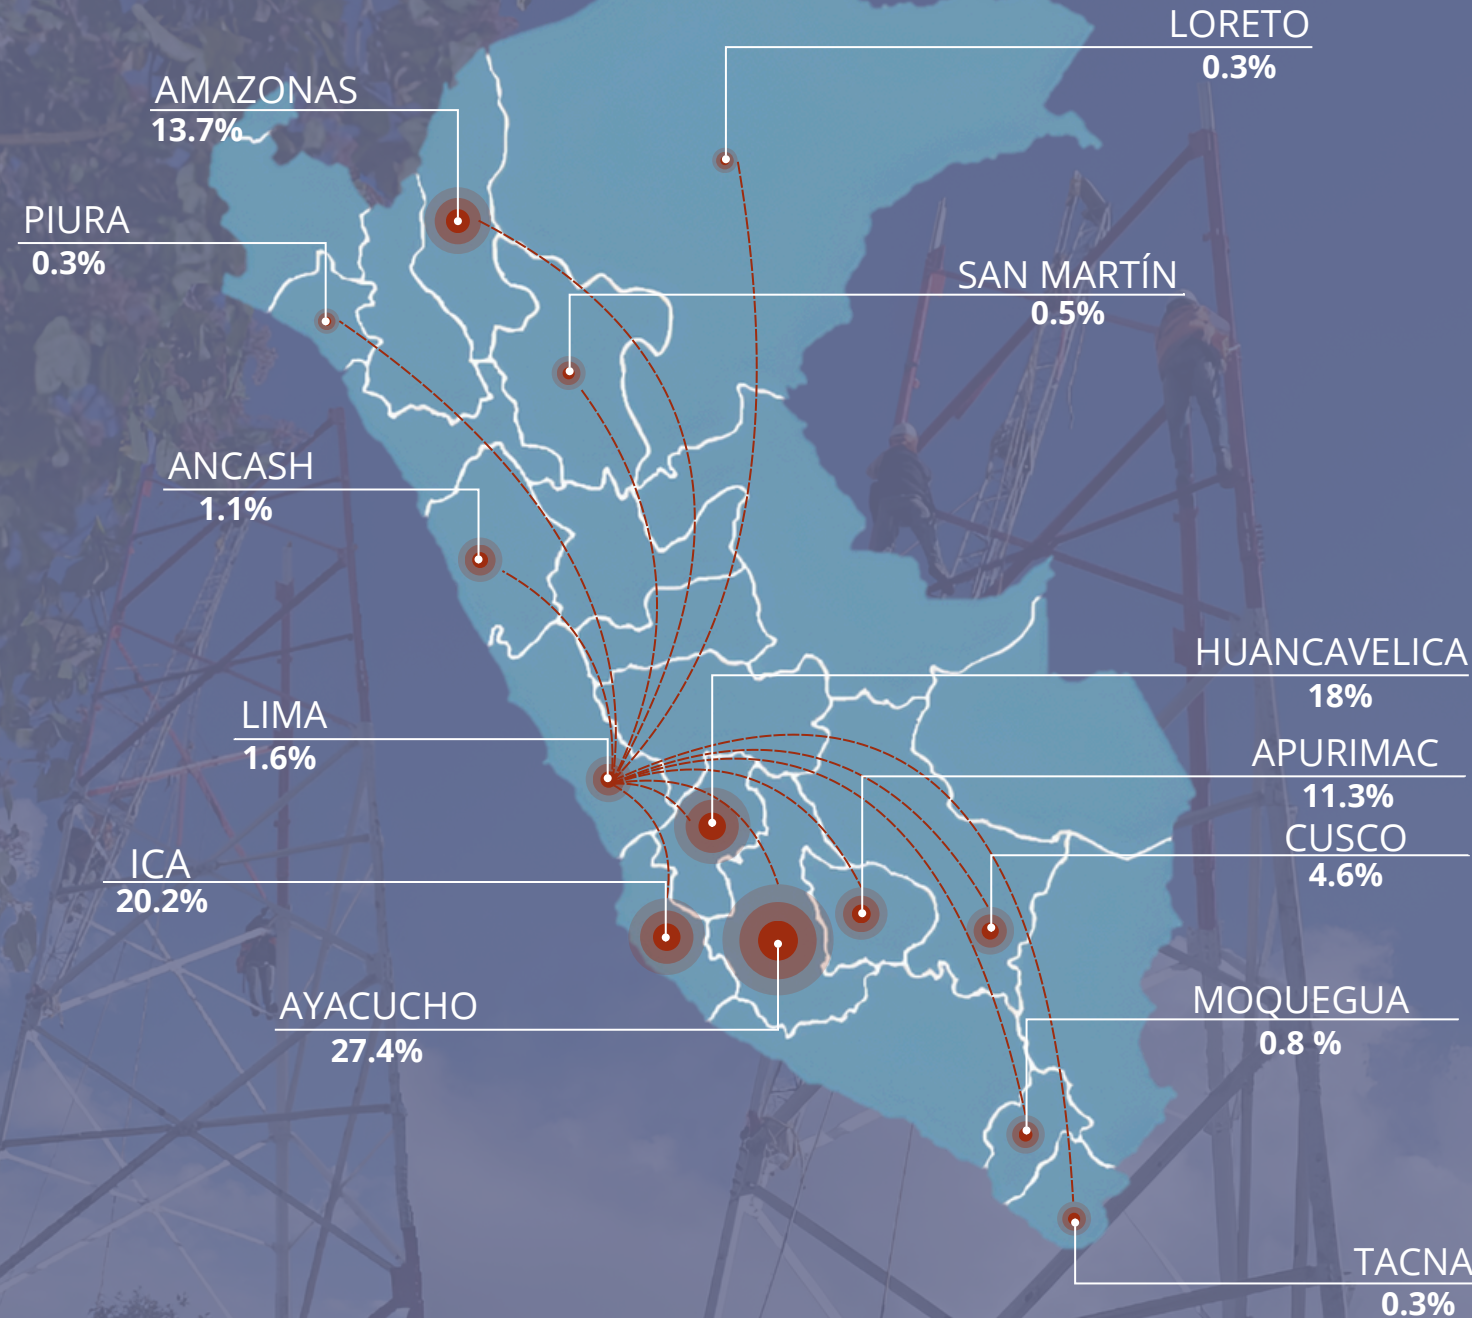 LORETO
0.3%
AMAZONAS
13.7%
PIURA
0.3%
SAN MARTÍN
0.5%
ANCASH
1.1%
HUANCAVELICA
18%
LIMA
1.6%
APURIMAC
11.3%
CUSCO
4.6%
ICA
20.2%
AYACUCHO
27.4%
MOQUEGUA
0.8 %
TACNA
0.3%